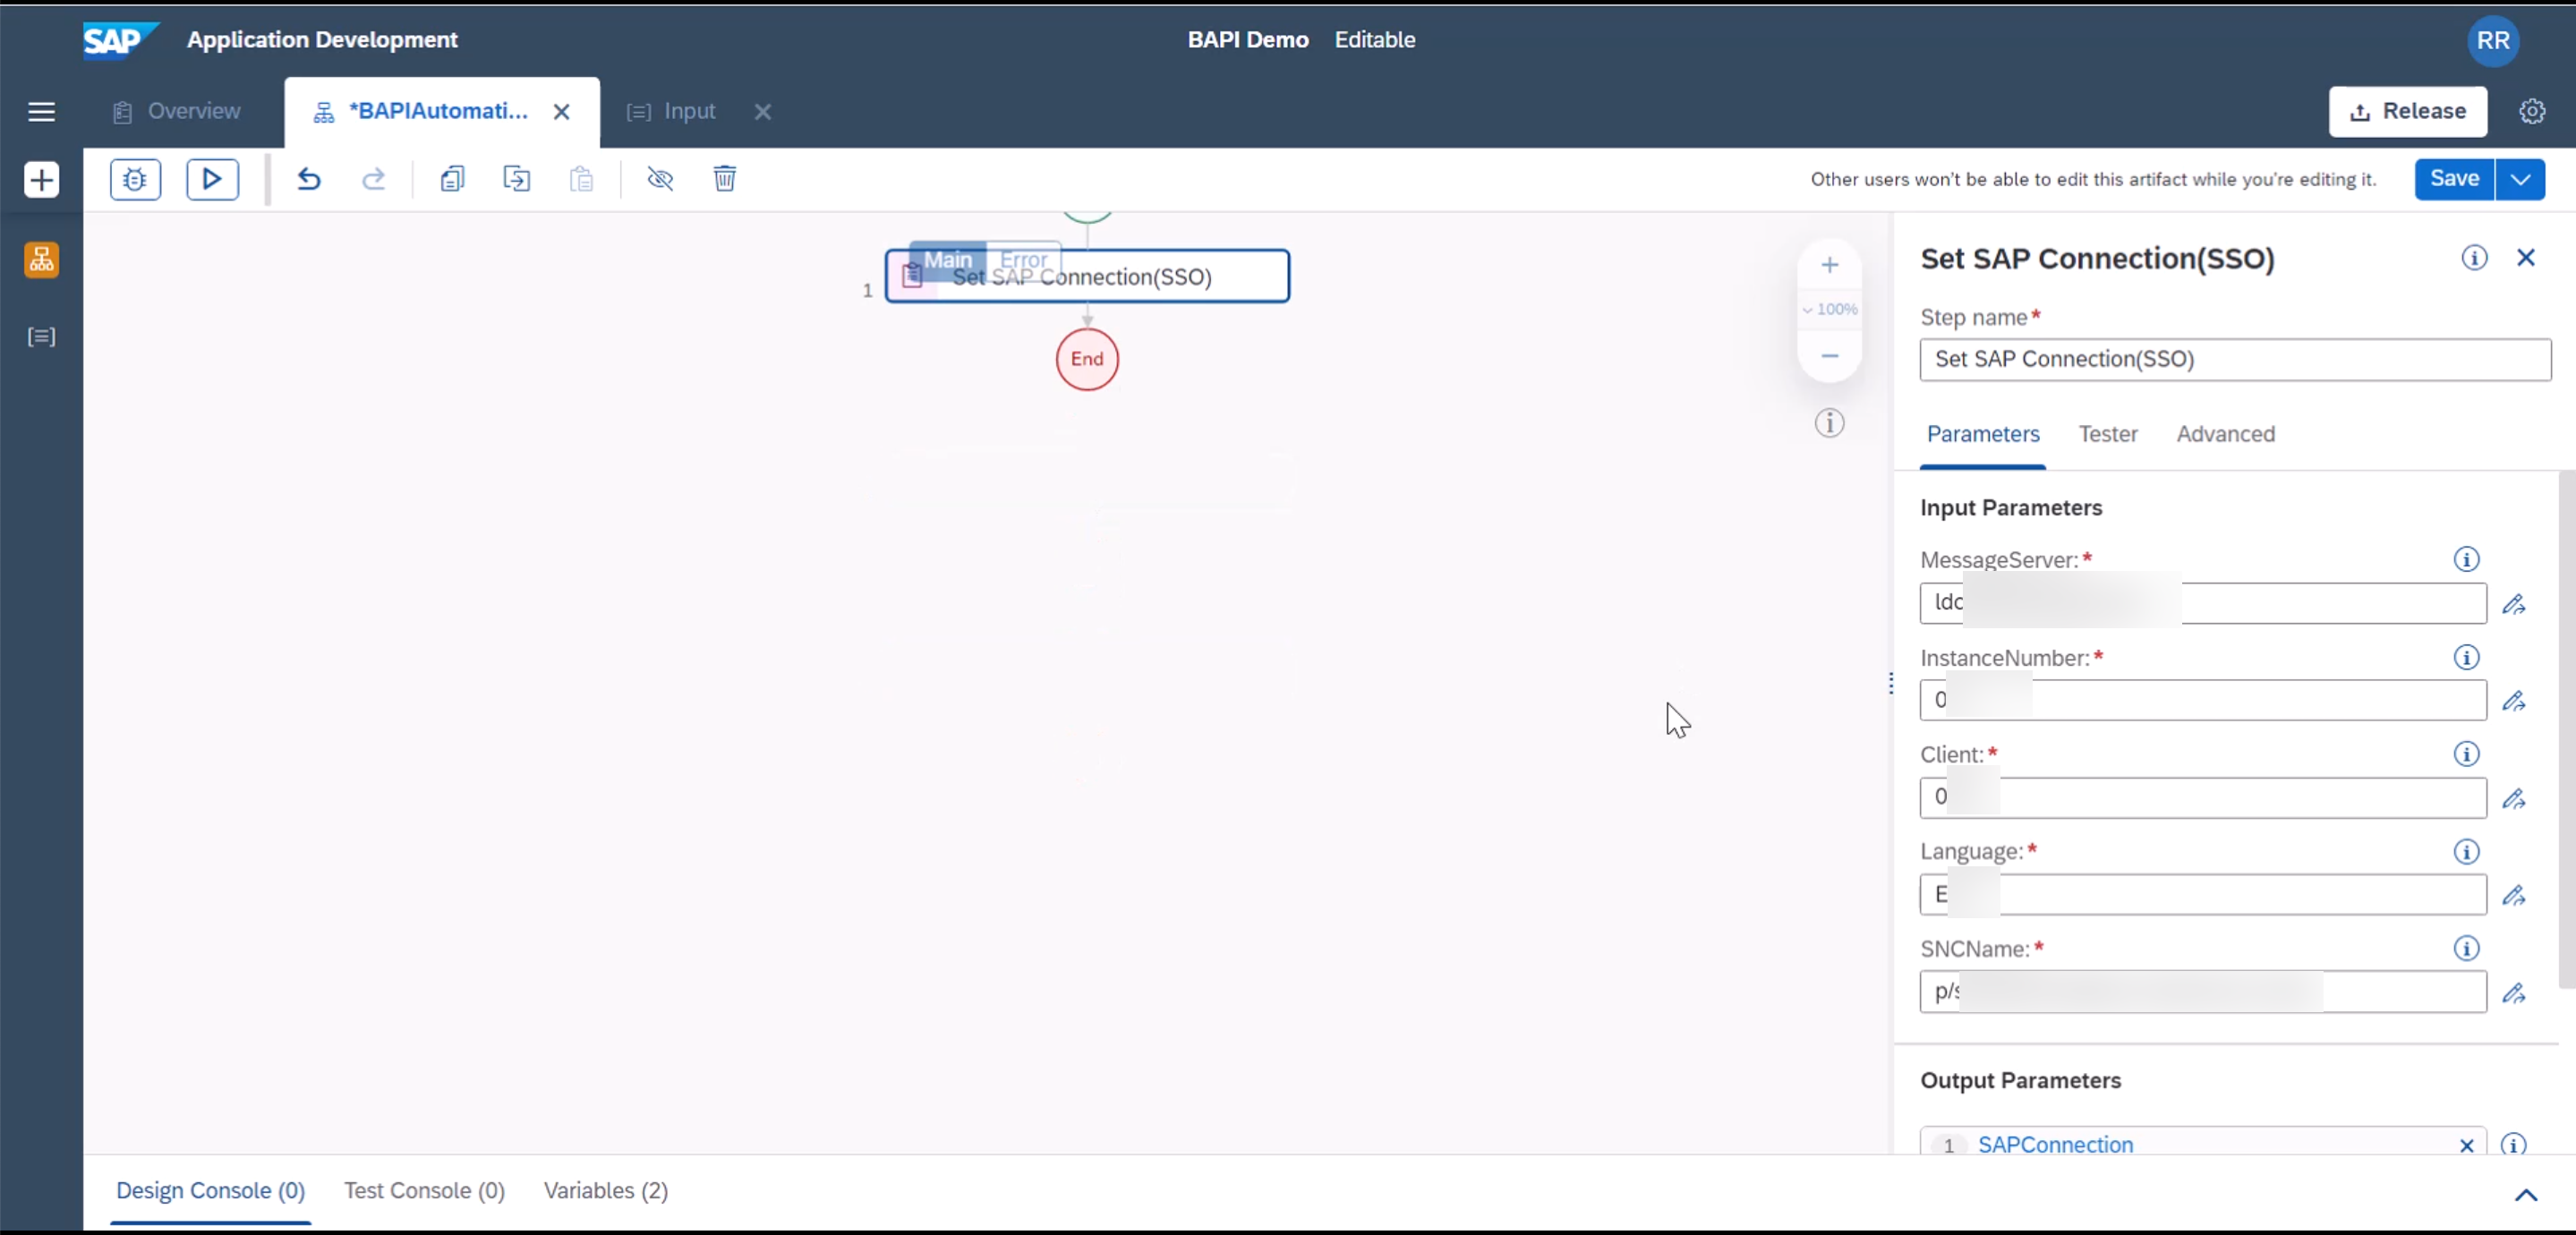 SAP Application Development BAPI Demo Editable RR
Overview *BAPIAutomati... Input Release
Other users won't be able to edit this artifact while you're editing it. Save
Main Error
1 Set SAP Connection(SSO)
End
100%
Set SAP Connection(SSO)
Step name*
Set SAP Connection(SSO)
Parameters Tester Advanced
Input Parameters
MessageServer:*
ldc
InstanceNumber:*
0
Client:*
0
Language:*
E
SNCName:*
p/s
Output Parameters
1 SAPConnection
Design Console (0) Test Console (0) Variables (2)